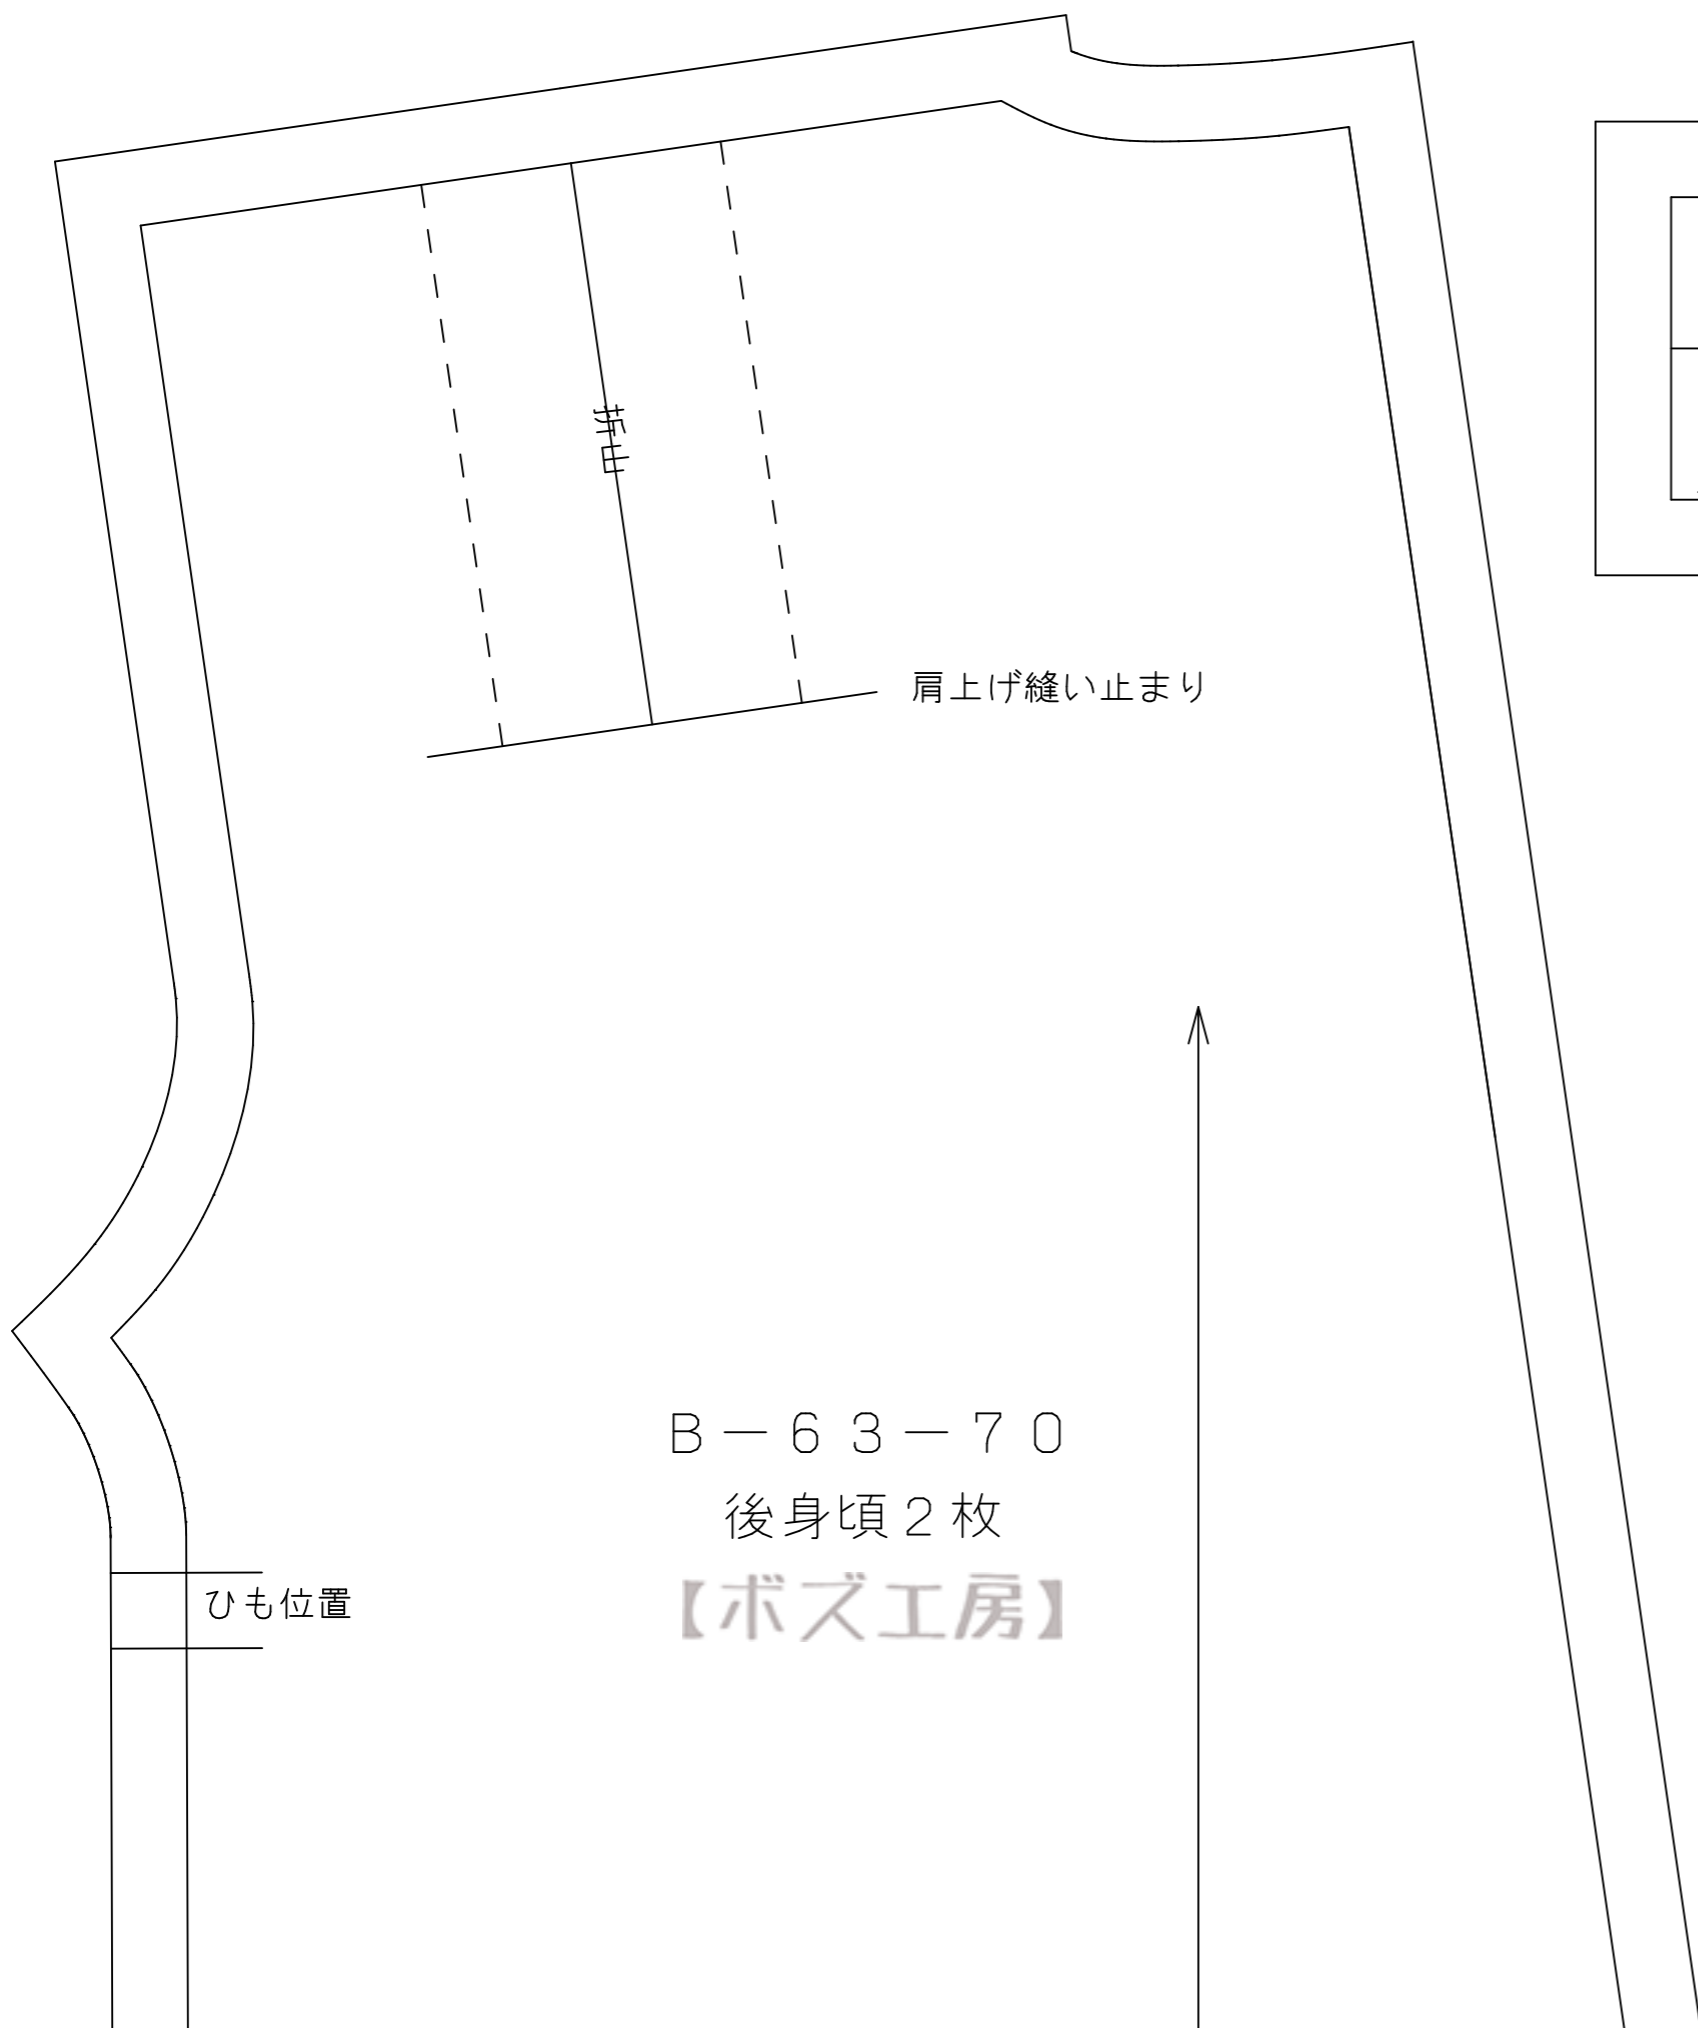 折山
肩上げ縫い止まり
B－６３－７０
後身頃２枚
ひも位置
【ボズ工房】